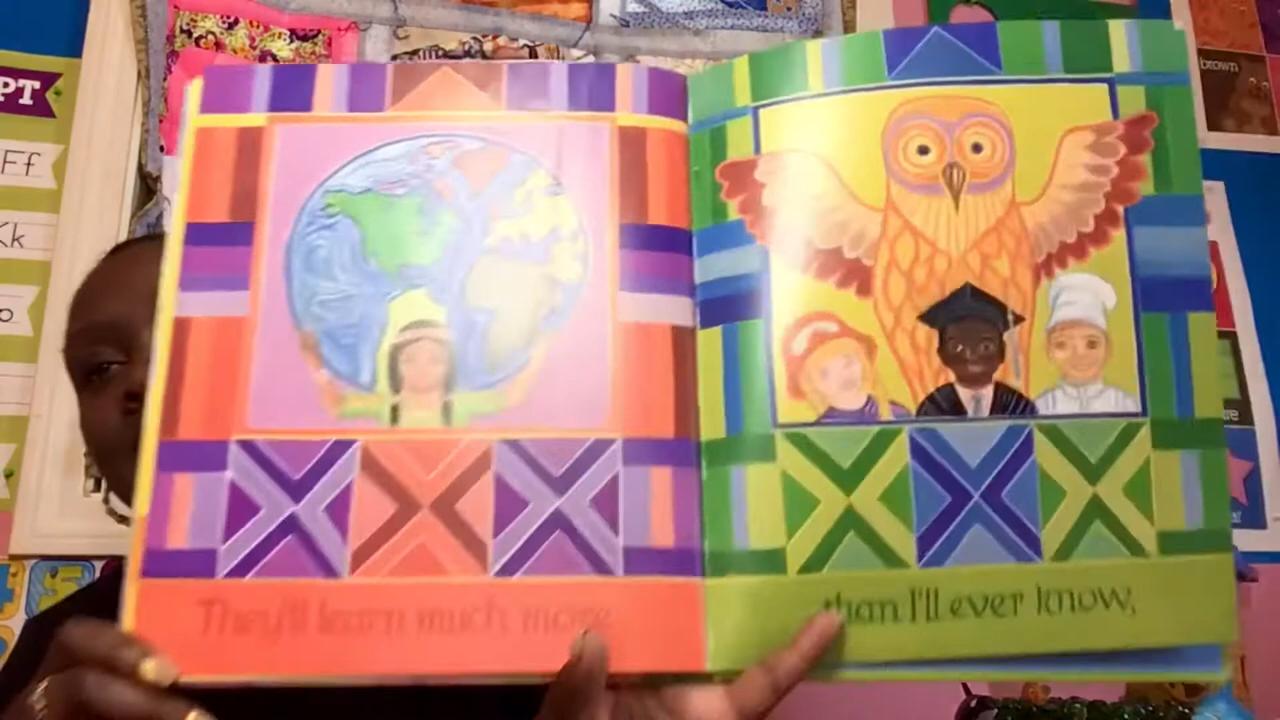 PT
Ff
Kk
brown
They'll learn much more
than I'll ever know,